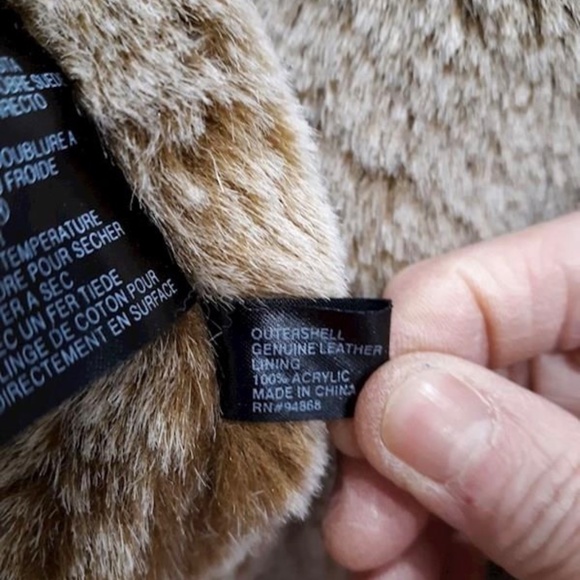 DOUBLURE A
FROIDE
TEMPERATURE
POUR SECHER
A SEC
UN FER TIEDE
LINGE DE COTON POUR
DIRECTEMENT EN SURFACE
OUTERSHELL
GENUINE LEATHER
LINING
100% ACRYLIC
MADE IN CHINA
RN#94868